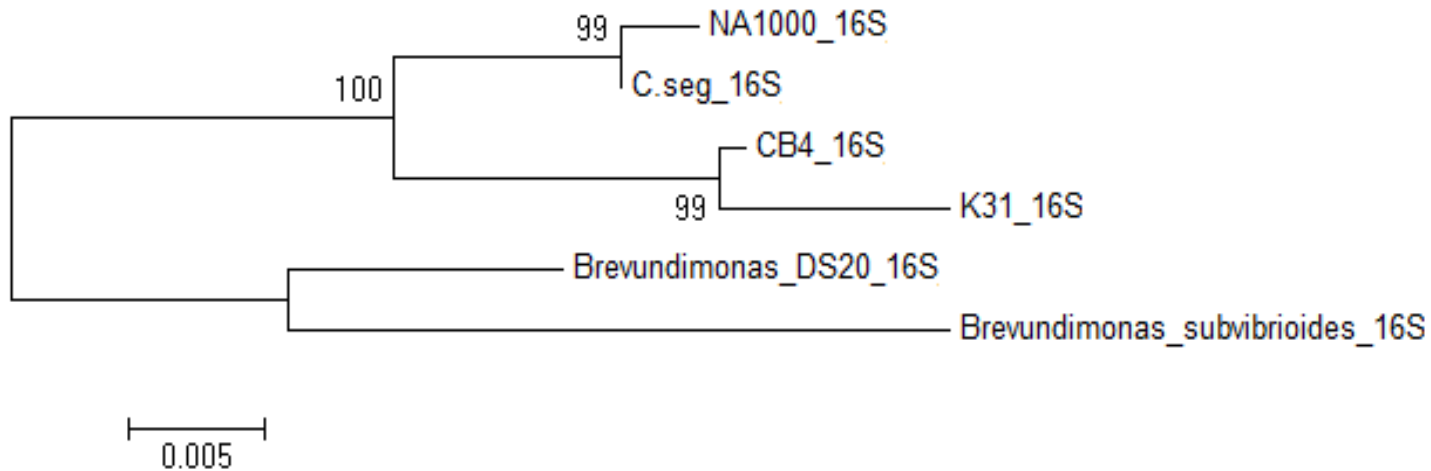 99
NA1000_16S
C.seg_16S
100
CB4_16S
99
K31_16S
Brevundimonas_DS20_16S
Brevundimonas_subvibrioides_16S
0.005